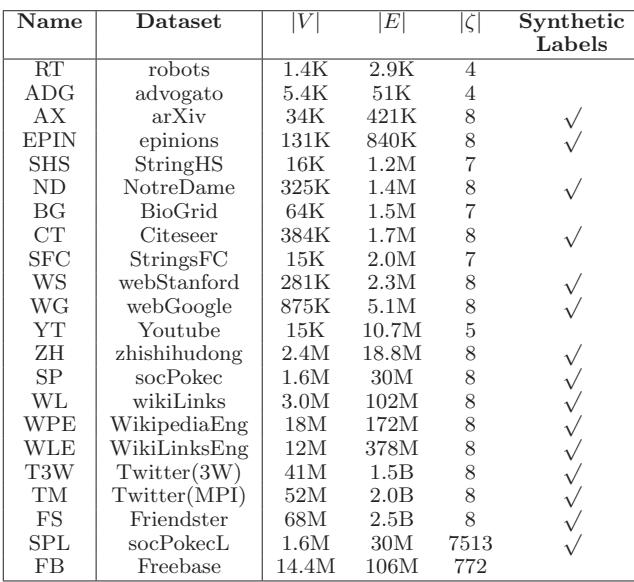 Name Dataset |V| |E| |ζ| Synthetic
Labels
RT robots 1.4K 2.9K 4
ADG advogato 5.4K 51K 4
AX arXiv 34K 421K 8 √
EPIN epinions 131K 840K 8 √
SHS StringHS 16K 1.2M 7
ND NotreDame 325K 1.4M 8 √
BG BioGrid 64K 1.5M 7
CT Citeseer 384K 1.7M 8 √
SFC StringsFC 15K 2.0M 7
WS webStanford 281K 2.3M 8 √
WG webGoogle 875K 5.1M 8 √
YT Youtube 15K 10.7M 5
ZH zhishihudong 2.4M 18.8M 8 √
SP socPokec 1.6M 30M 8 √
WL wikiLinks 3.0M 102M 8 √
WPE WikipediaEng 18M 172M 8 √
WLE WikiLinksEng 12M 378M 8 √
T3W Twitter(3W) 41M 1.5B 8 √
TM Twitter(MPI) 52M 2.0B 8 √
FS Friendster 68M 2.5B 8 √
SPL socPokecL 1.6M 30M 7513 √
FB Freebase 14.4M 106M 772